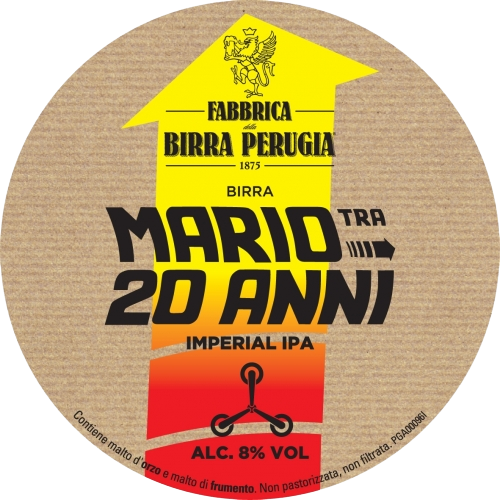 FABBRICA
della
BIRRA PERUGIA
1875
BIRRA
MARIO TRA
20 ANNI
IMPERIAL IPA
ALC. 8% VOL
Contiene malto d'orzo e malto di frumento. Non pastorizzata, non filtrata. PGA00096I